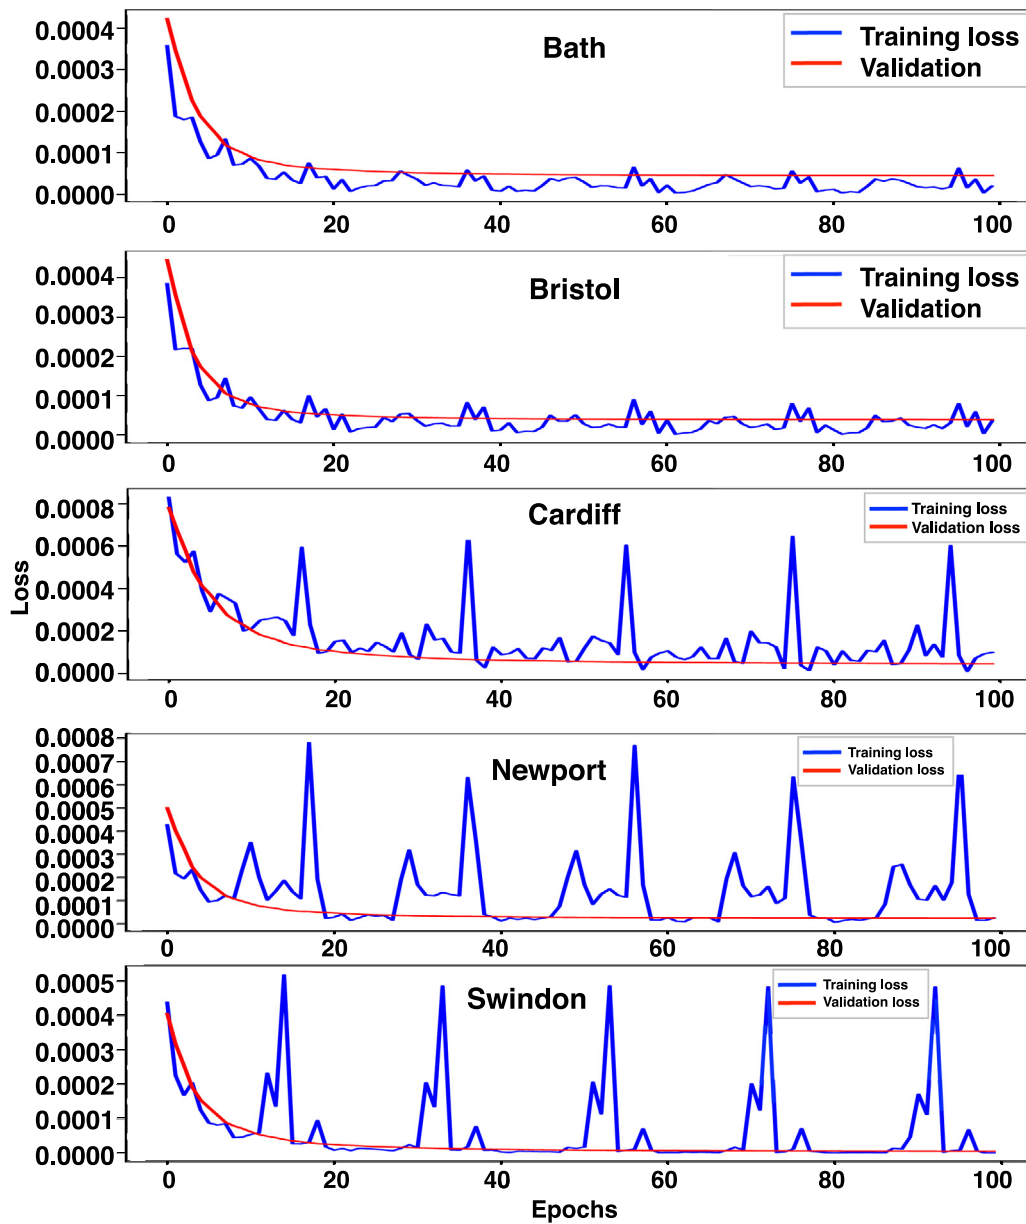 Bath
Training loss
Validation
0.0004
0.0003
0.0002
0.0001
0.0000
0 20 40 60 80 100
Bristol
Training loss
Validation
0.0004
0.0003
0.0002
0.0001
0.0000
0 20 40 60 80 100
Cardiff
Training loss
Validation loss
0.0008
0.0006
0.0004
0.0002
0.0000
0 20 40 60 80 100
Loss
Newport
Training loss
Validation loss
0.0008
0.0007
0.0006
0.0005
0.0004
0.0003
0.0002
0.0001
0.0000
0 20 40 60 80 100
Swindon
Training loss
Validation loss
0.0005
0.0004
0.0003
0.0002
0.0001
0.0000
0 20 40 60 80 100
Epochs